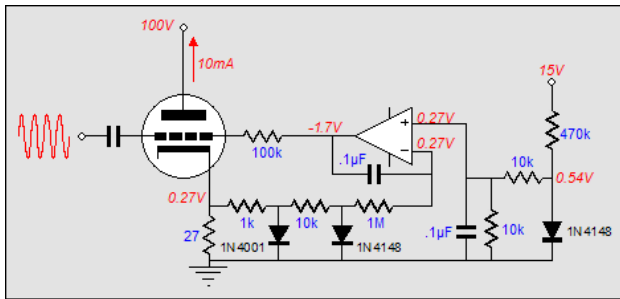 100V
10mA
15V
-1.7V
0.27V
+
0.27V
−
470k
100k
.1µF
10k
0.54V
0.27V
1k
10k
1M
27
1N4001
1N4148
.1µF
10k
1N4148